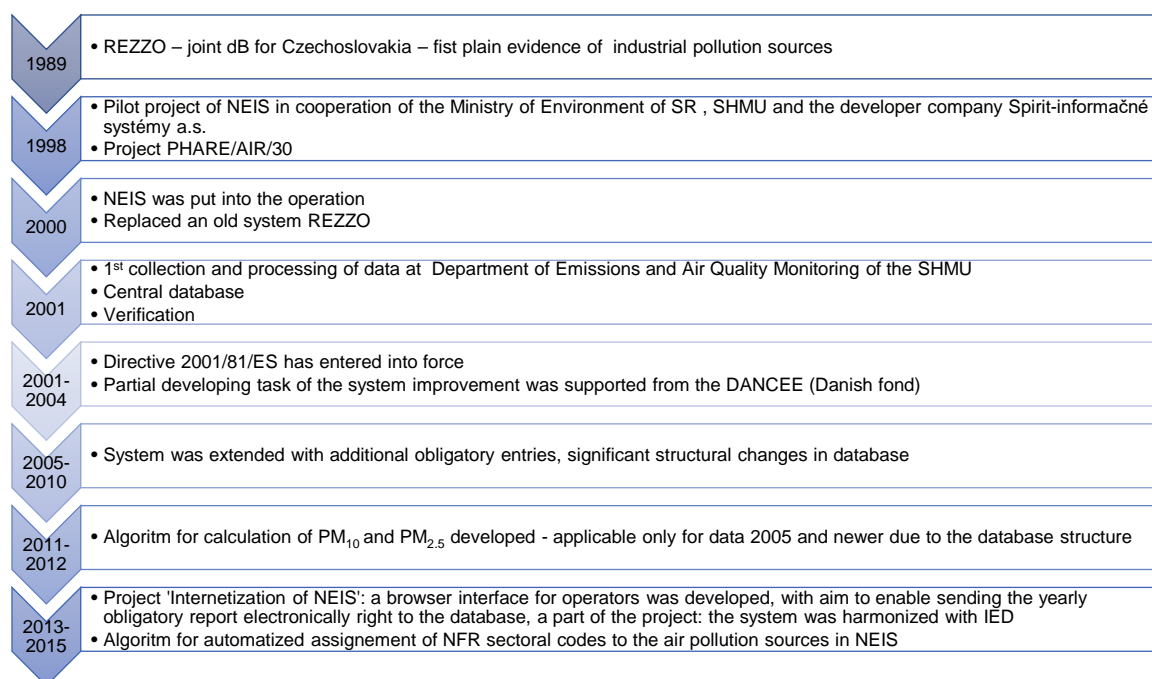 1989
• REZZO – joint dB for Czechoslovakia – fist plain evidence of industrial pollution sources
1998
• Pilot project of NEIS in cooperation of the Ministry of Environment of SR , SHMU and the developer company Spirit-informačné
systémy a.s.
• Project PHARE/AIR/30
2000
• NEIS was put into the operation
• Replaced an old system REZZO
2001
• 1st collection and processing of data at Department of Emissions and Air Quality Monitoring of the SHMU
• Central database
• Verification
2001-
2004
• Directive 2001/81/ES has entered into force
• Partial developing task of the system improvement was supported from the DANCEE (Danish fond)
2005-
2010
• System was extended with additional obligatory entries, significant structural changes in database
2011-
2012
• Algoritm for calculation of PM10 and PM2.5 developed - applicable only for data 2005 and newer due to the database structure
2013-
2015
• Project 'Internetization of NEIS': a browser interface for operators was developed, with aim to enable sending the yearly
obligatory report electronically right to the database, a part of the project: the system was harmonized with IED
• Algoritm for automatized assignement of NFR sectoral codes to the air pollution sources in NEIS